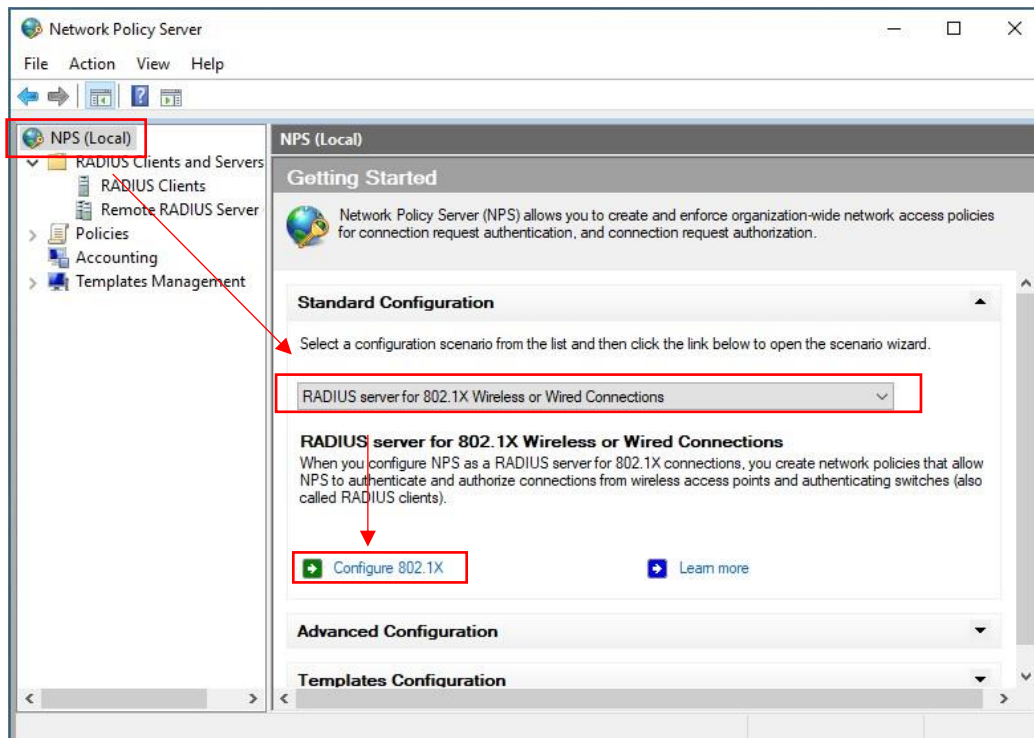 Network Policy Server
File Action View Help
NPS (Local)
RADIUS Clients and Servers
RADIUS Clients
Remote RADIUS Server
Policies
Accounting
Templates Management
NPS (Local)
Getting Started
Network Policy Server (NPS) allows you to create and enforce organization-wide network access policies
for connection request authentication, and connection request authorization.
Standard Configuration
Select a configuration scenario from the list and then click the link below to open the scenario wizard.
RADIUS server for 802.1X Wireless or Wired Connections
RADIUS server for 802.1X Wireless or Wired Connections
When you configure NPS as a RADIUS server for 802.1X connections, you create network policies that allow
NPS to authenticate and authorize connections from wireless access points and authenticating switches (also
called RADIUS clients).
Configure 802.1X
Learn more
Advanced Configuration
Templates Configuration